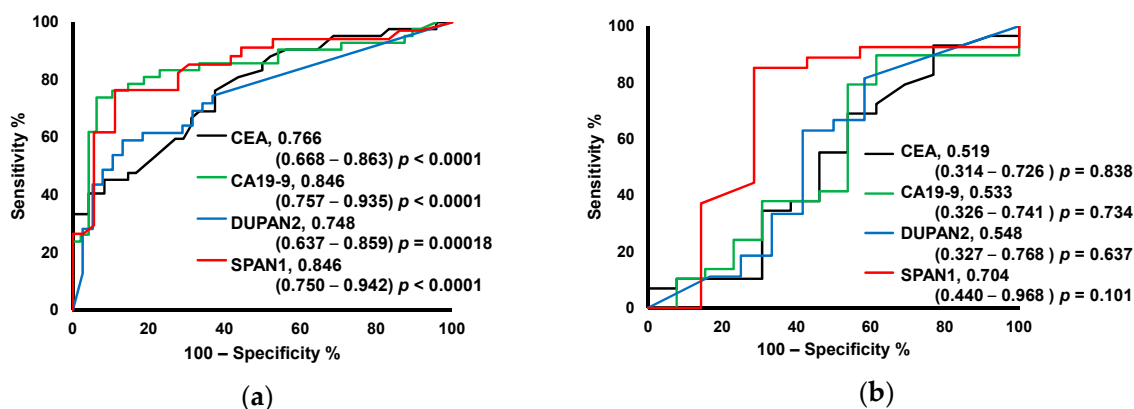 100
80
60
40
20
0
Sensitivity %
CEA, 0.766
(0.668 – 0.863) p < 0.0001
CA19-9, 0.846
(0.757 – 0.935) p < 0.0001
DUPAN2, 0.748
(0.637 – 0.859) p = 0.00018
SPAN1, 0.846
(0.750 – 0.942) p < 0.0001
0 20 40 60 80 100
100 – Specificity %
(a)
100
80
60
40
20
0
Sensitivity %
CEA, 0.519
(0.314 – 0.726) p = 0.838
CA19-9, 0.533
(0.326 – 0.741) p = 0.734
DUPAN2, 0.548
(0.327 – 0.768) p = 0.637
SPAN1, 0.704
(0.440 – 0.968 ) p = 0.101
0 20 40 60 80 100
100 – Specificity %
(b)